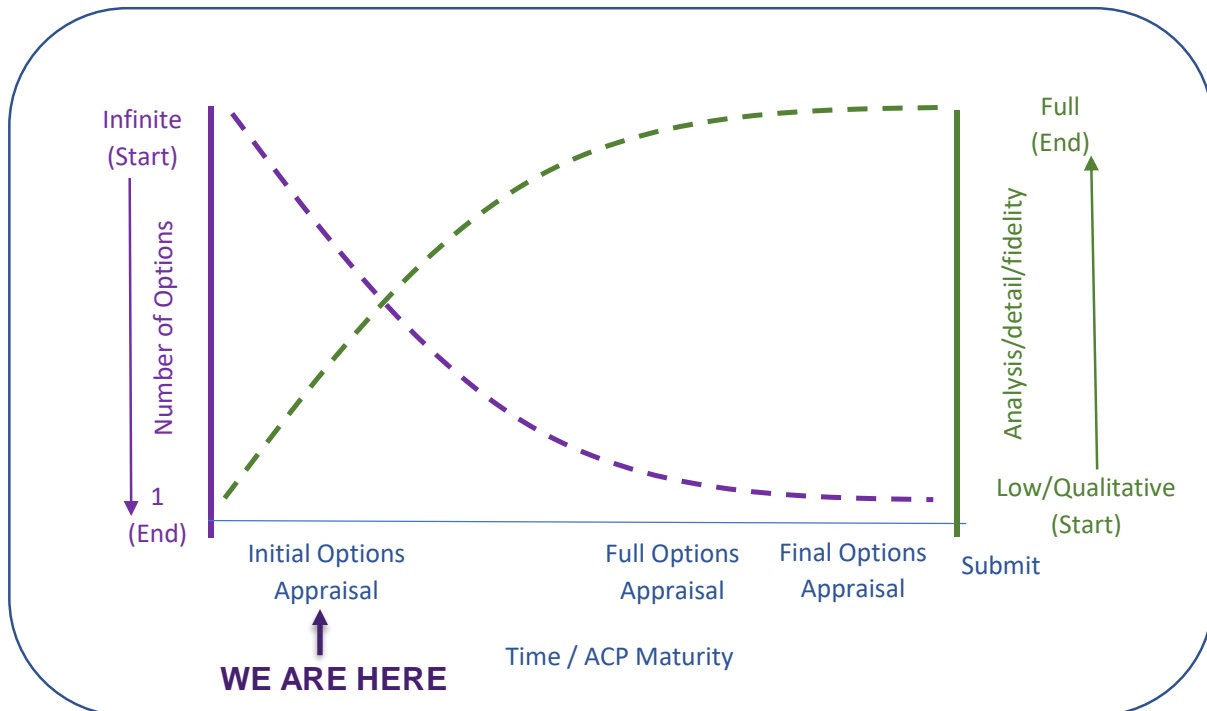 Infinite
(Start)
Number of Options
1
(End)
Full
(End)
Analysis/detail/fidelity
Low/Qualitative
(Start)
Initial Options
Appraisal
Full Options
Appraisal
Final Options
Appraisal
Submit
WE ARE HERE
Time / ACP Maturity